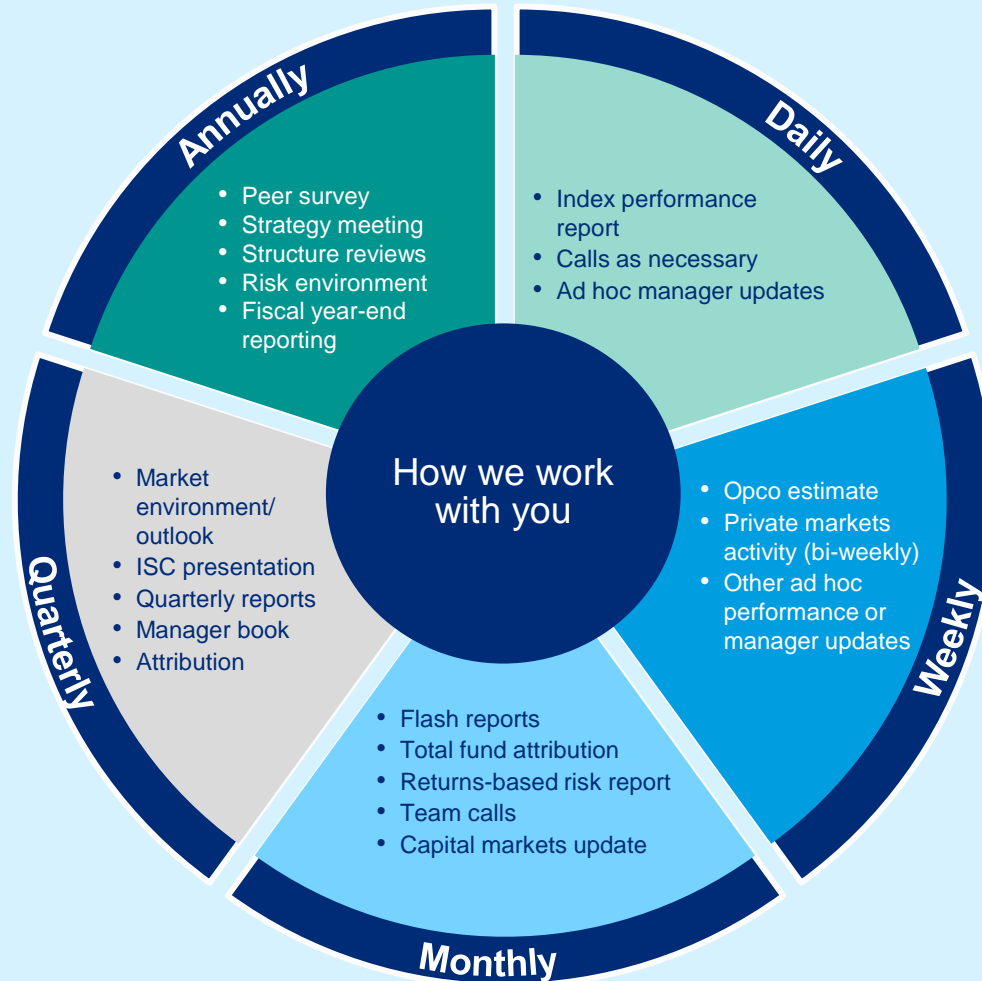 How we work
with you
Daily
• Index performance
report
• Calls as necessary
• Ad hoc manager updates
Weekly
• Opco estimate
• Private markets
activity (bi-weekly)
• Other ad hoc
performance or
manager updates
Monthly
• Flash reports
• Total fund attribution
• Returns-based risk report
• Team calls
• Capital markets update
Quarterly
• Market
environment/
outlook
• ISC presentation
• Quarterly reports
• Manager book
• Attribution
Annually
• Peer survey
• Strategy meeting
• Structure reviews
• Risk environment
• Fiscal year-end
reporting